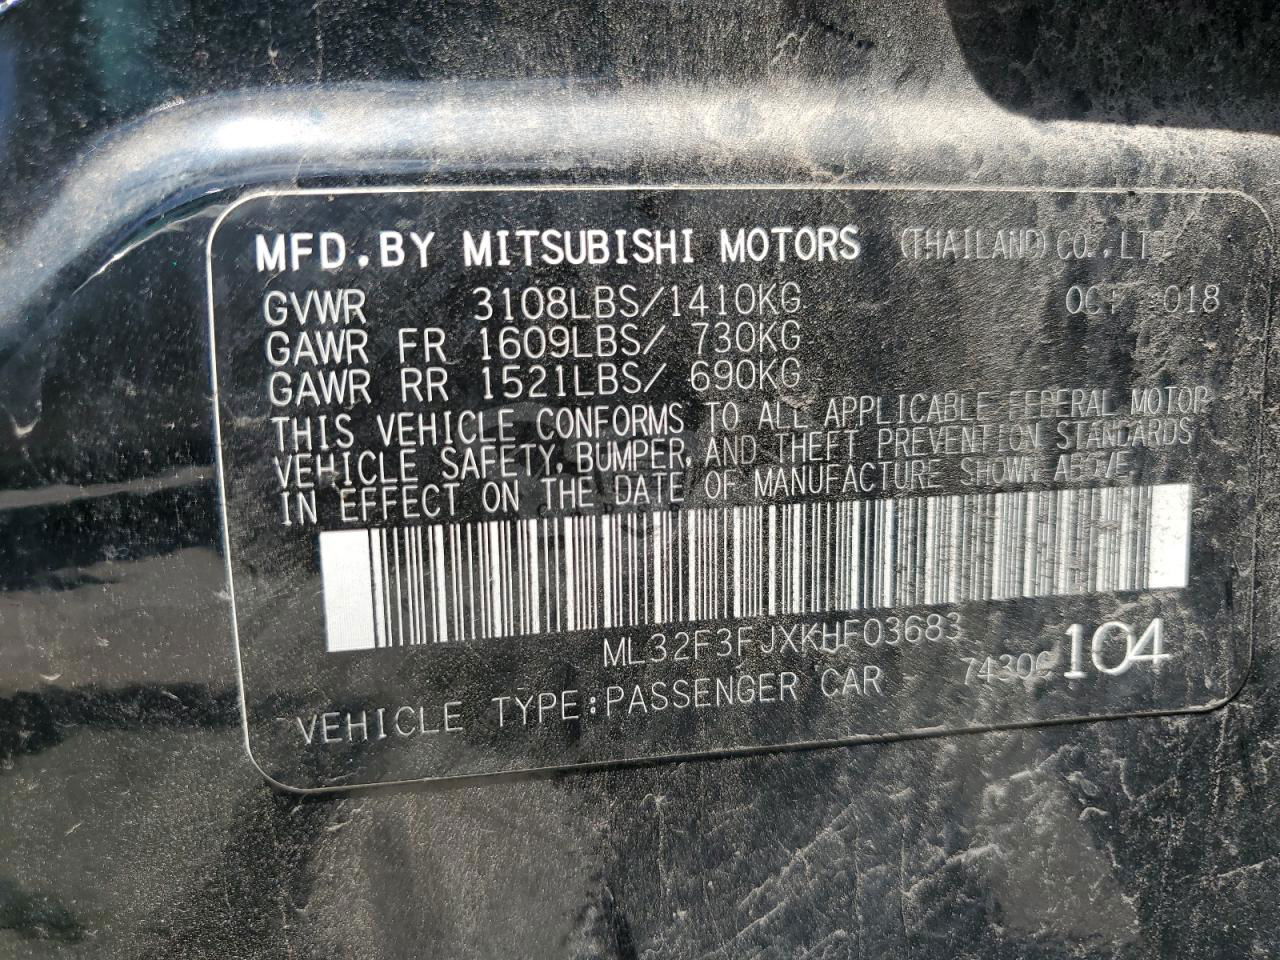 MFD.BY MITSUBISHI MOTORS (THAILAND) CO.,LT
GVWR 3108LBS/1410KG OCT 2018
GAWR FR 1609LBS/ 730KG
GAWR RR 1521LBS/ 690KG
THIS VEHICLE CONFORMS TO ALL APPLICABLE FEDERAL MOTOR
VEHICLE SAFETY, BUMPER, AND THEFT PREVENTION STANDARDS
IN EFFECT ON THE DATE OF MANUFACTURE SHOWN ABOVE
ML32F3FJXKHF03683
7430C 104
VEHICLE TYPE:PASSENGER CAR